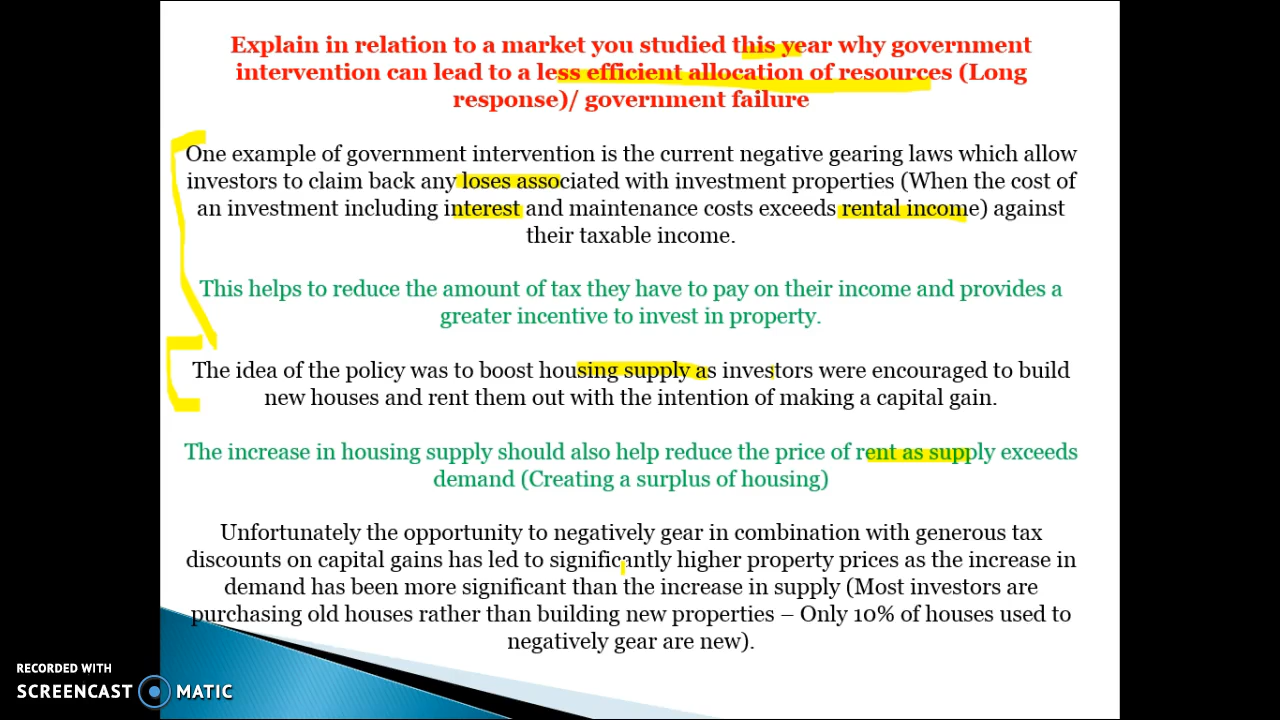 Explain in relation to a market you studied this year why government
intervention can lead to a less efficient allocation of resources (Long
response)/ government failure
One example of government intervention is the current negative gearing laws which allow
investors to claim back any loses associated with investment properties (When the cost of
an investment including interest and maintenance costs exceeds rental income) against
their taxable income.
This helps to reduce the amount of tax they have to pay on their income and provides a
greater incentive to invest in property.
The idea of the policy was to boost housing supply as investors were encouraged to build
new houses and rent them out with the intention of making a capital gain.
The increase in housing supply should also help reduce the price of rent as supply exceeds
demand (Creating a surplus of housing)
Unfortunately the opportunity to negatively gear in combination with generous tax
discounts on capital gains has led to significantly higher property prices as the increase in
demand has been more significant than the increase in supply (Most investors are
purchasing old houses rather than building new properties – Only 10% of houses used to
negatively gear are new).
RECORDED WITH
SCREENCAST MATIC